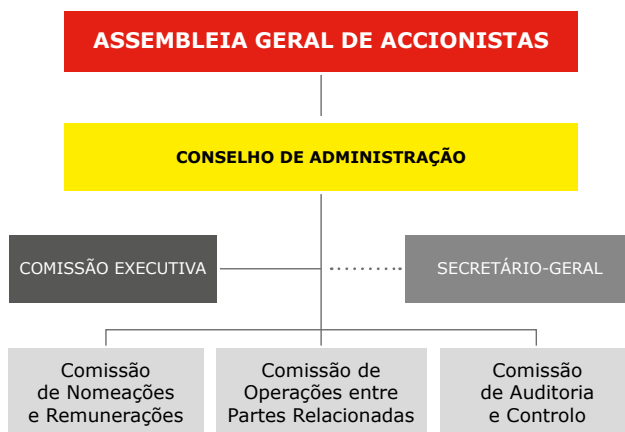 ASSEMBLEIA GERAL DE ACCIONISTAS
CONSELHO DE ADMINISTRAÇÃO
COMISSÃO EXECUTIVA
SECRETÁRIO-GERAL
Comissão
de Nomeações
e Remunerações
Comissão de
Operações entre
Partes Relacionadas
Comissão
de Auditoria
e Controlo